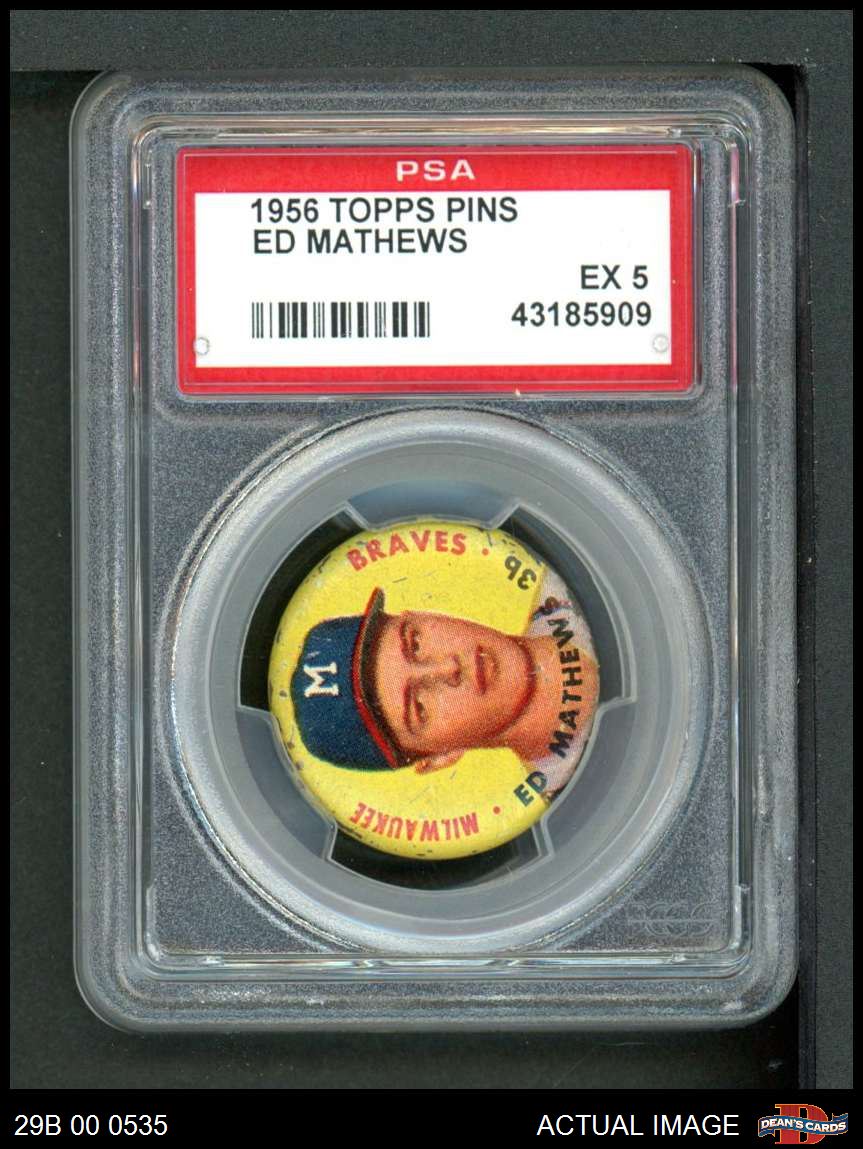 PSA
1956 TOPPS PINS
ED MATHEWS
EX 5
43185909
BRAVES •
3b
M
ED MATHEWS
• MILWAUKEE
29B 00 0535
ACTUAL IMAGE
DEAN'S CARDS